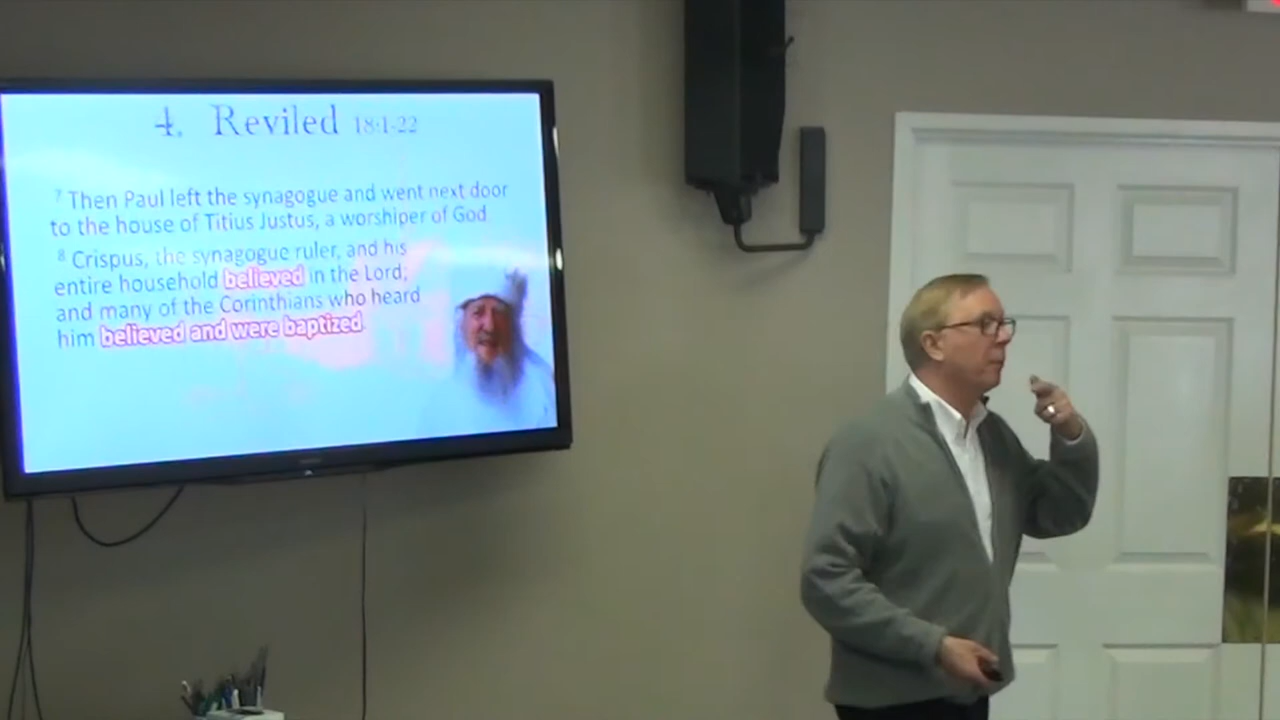 4. Reviled 18:1-22
7 Then Paul left the synagogue and went next door
to the house of Titius Justus, a worshiper of God.
8 Crispus, the synagogue ruler, and his
entire household believed in the Lord;
and many of the Corinthians who heard
him believed and were baptized.